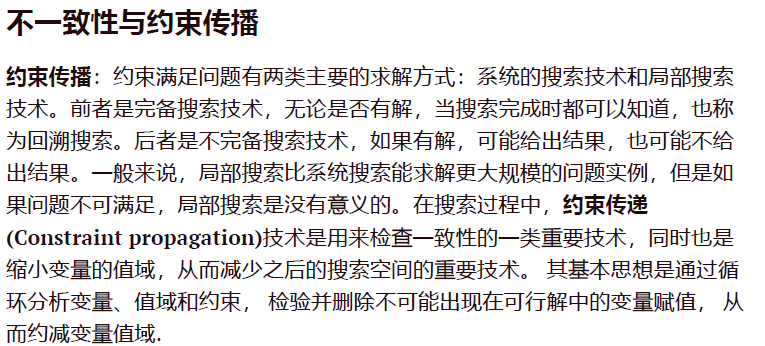 不一致性与约束传播
约束传播：约束满足问题有两类主要的求解方式：系统的搜索技术和局部搜索
技术。前者是完备搜索技术，无论是否有解，当搜索完成时都可以知道，也称
为回溯搜索。后者是不完备搜索技术，如果有解，可能给出结果，也可能不给
出结果。一般来说，局部搜索比系统搜索能求解更大规模的问题实例，但是如
果问题不可满足，局部搜索是没有意义的。在搜索过程中，约束传递
(Constraint propagation)技术是用来检查一致性的一类重要技术，同时也是
缩小变量的值域，从而减少之后的搜索空间的重要技术。 其基本思想是通过循
环分析变量、值域和约束， 检验并删除不可能出现在可行解中的变量赋值， 从
而约减变量值域.